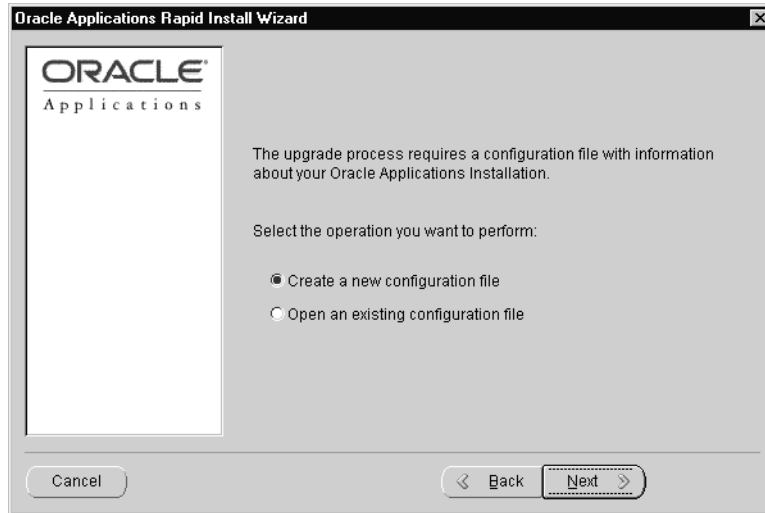 Oracle Applications Rapid Install Wizard
ORACLE
Applications
The upgrade process requires a configuration file with information
about your Oracle Applications Installation.
Select the operation you want to perform:
Create a new configuration file
Open an existing configuration file
Cancel
Back
Next